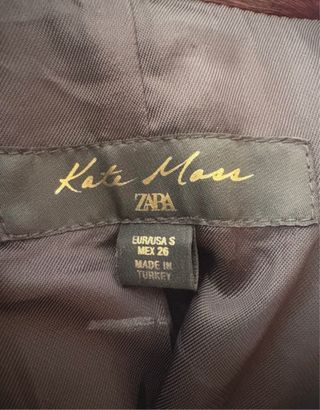 Kate Moss
ZARA
EUR/USA S
MEX 26
MADE IN
TURKEY